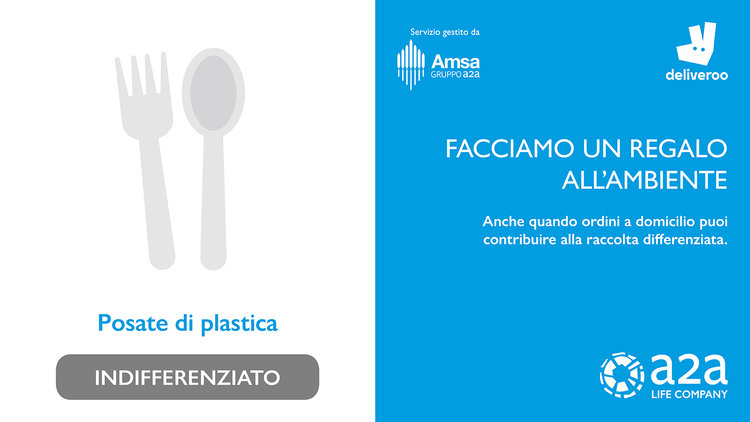 Posate di plastica
INDIFFERENZIATO
Servizio gestito da
Amsa
GRUPPO a2a
deliveroo
FACCIAMO UN REGALO
ALL'AMBIENTE
Anche quando ordini a domicilio puoi
contribuire alla raccolta differenziata.
a2a
LIFE COMPANY